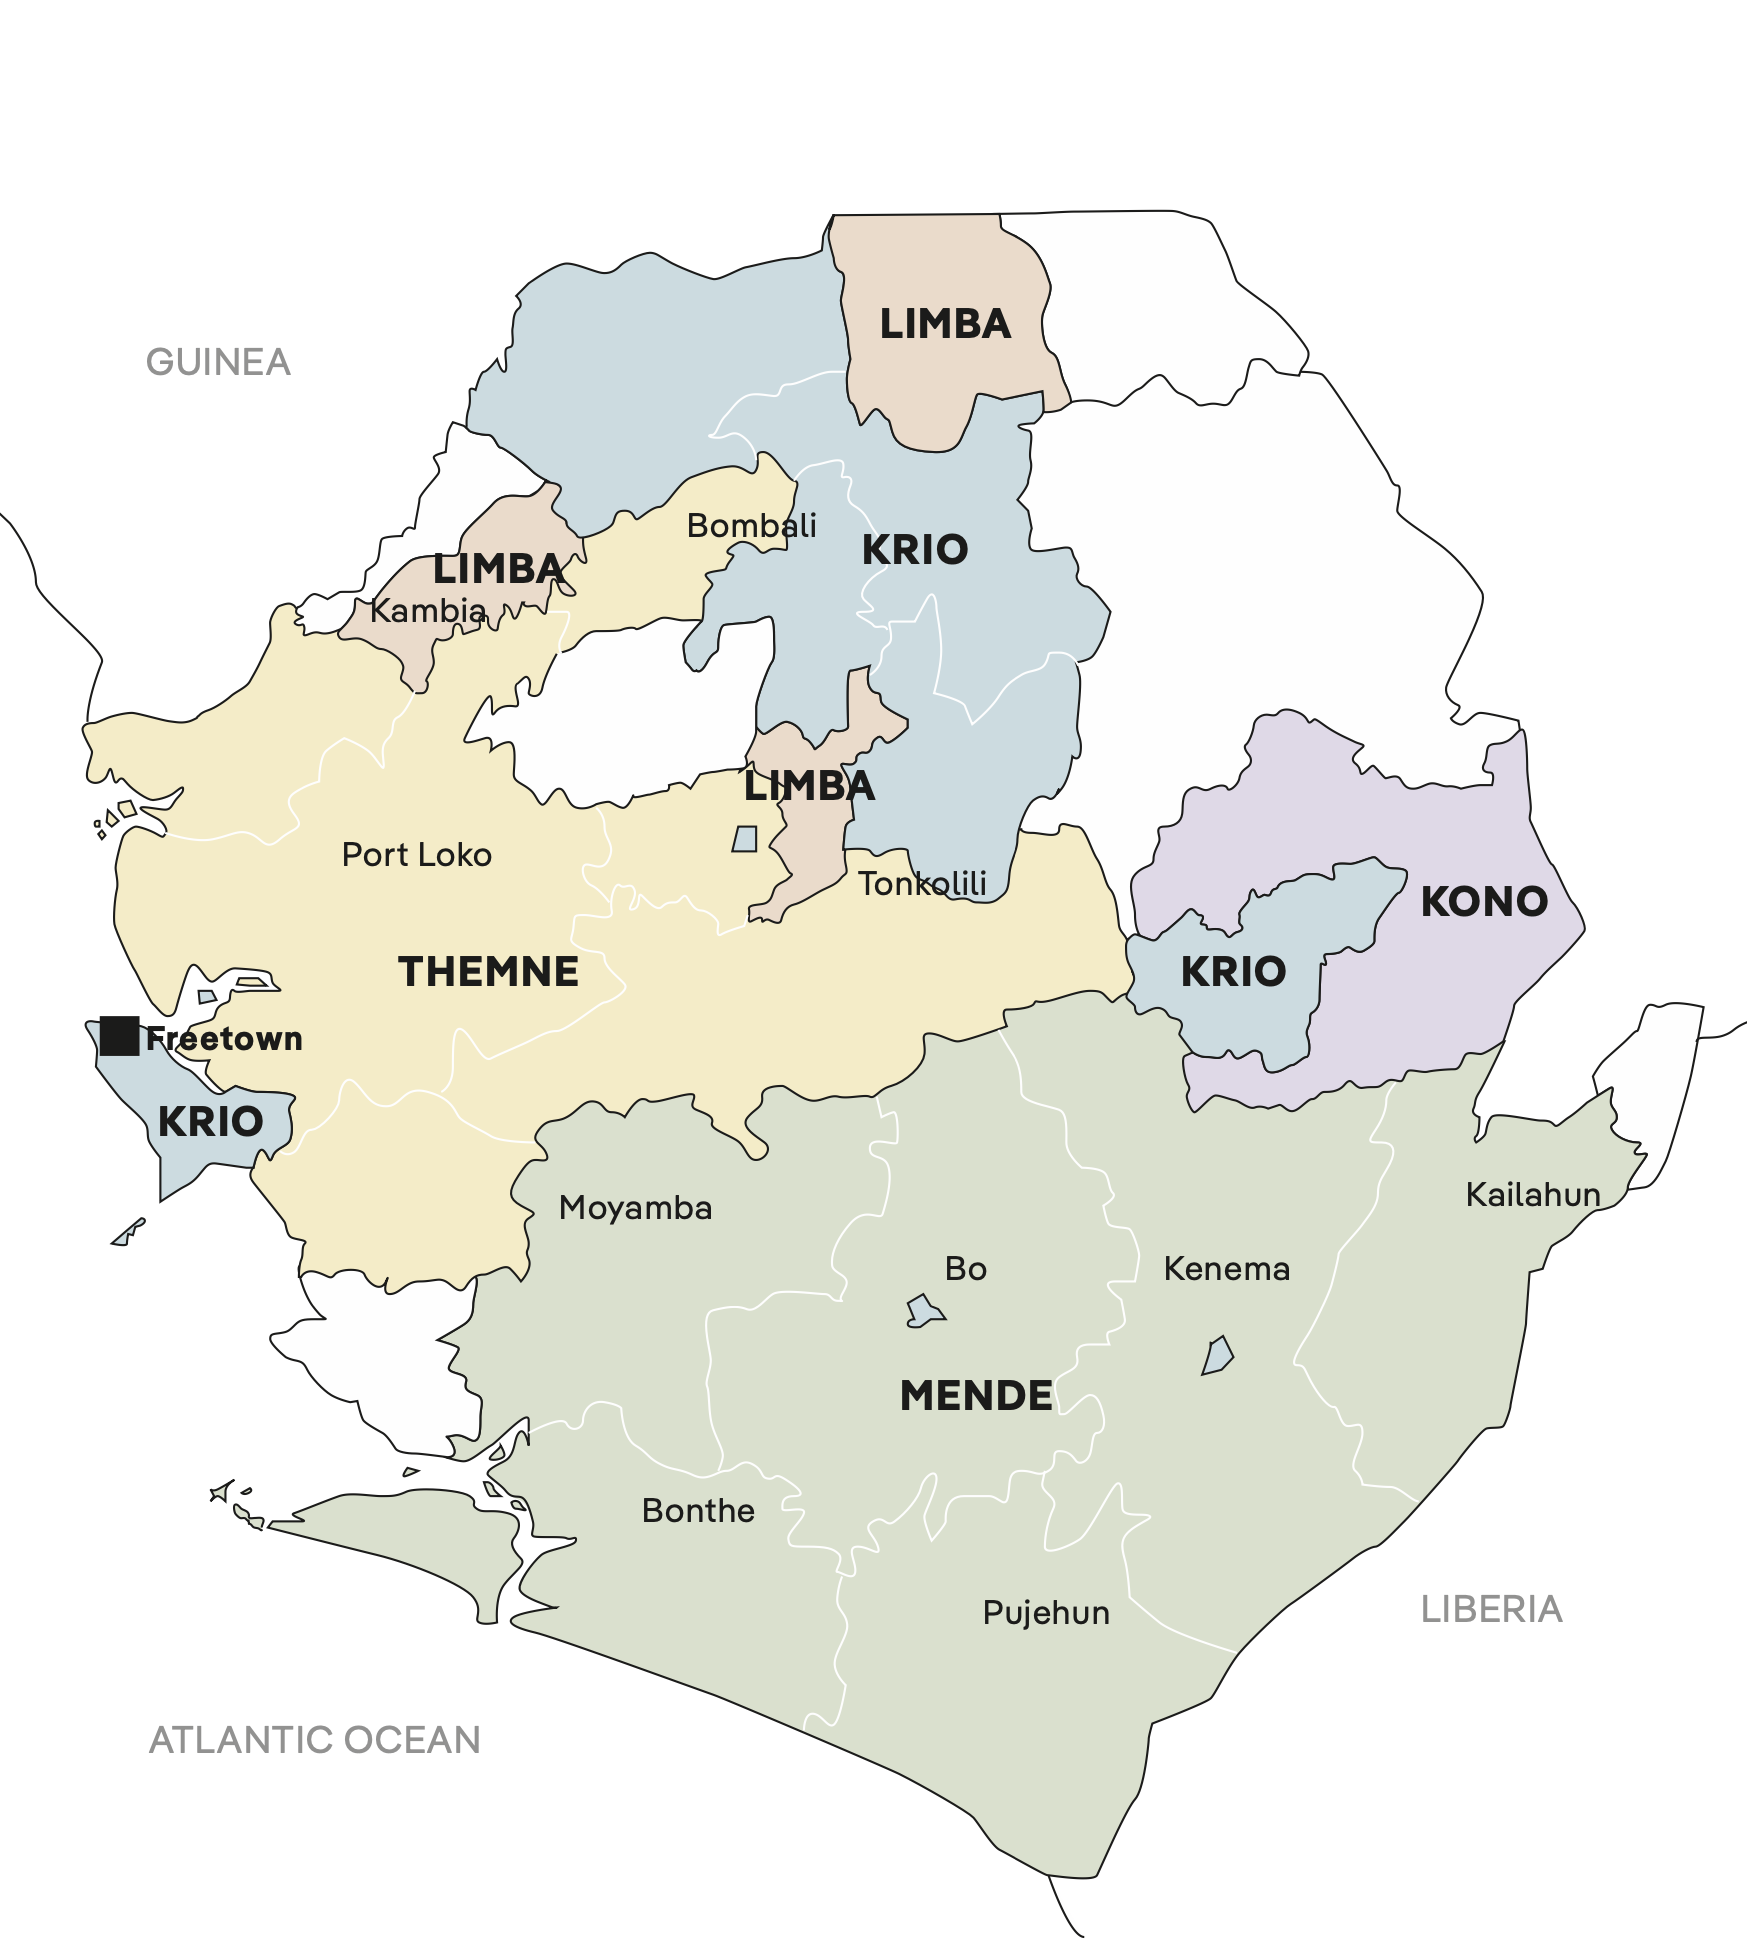 LIMBA
GUINEA
Bombali
KRIO
LIMBA
Kambia
LIMBA
Port Loko
Tonkolili
KONO
THEMNE
KRIO
Freetown
KRIO
Kailahun
Moyamba
Bo
Kenema
MENDE
Bonthe
Pujehun
LIBERIA
ATLANTIC OCEAN